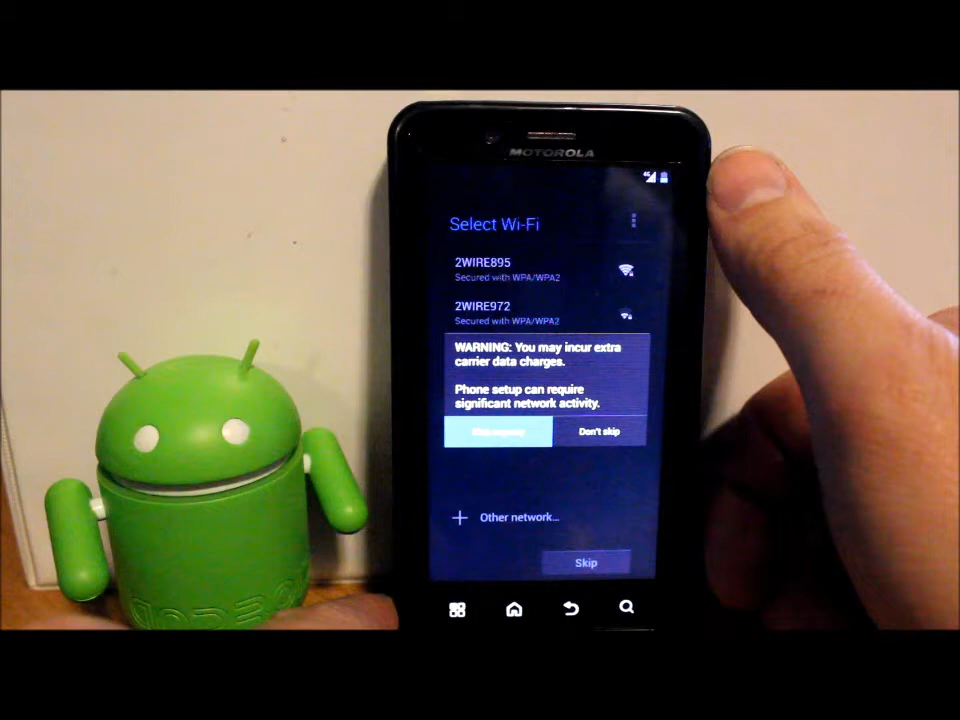 MOTOROLA
4G
Select Wi-Fi
2WIRE895
Secured with WPA/WPA2
2WIRE972
Secured with WPA/WPA2
WARNING: You may incur extra
carrier data charges.
Phone setup can require
significant network activity.
Don't skip
Other network...
Skip